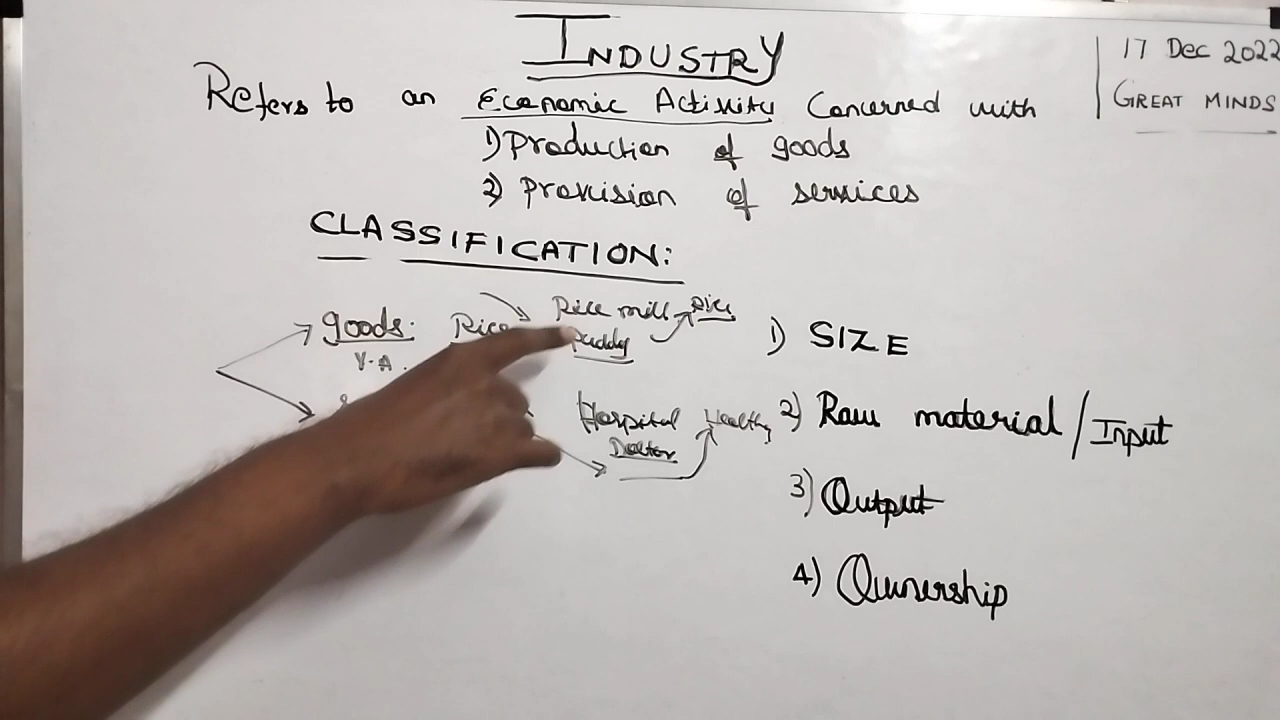 INDUSTRY
17 Dec 2022
GREAT MINDS
Refers to an Economic Activity Concerned with
1) Production of goods
2) Provision of services
CLASSIFICATION:
goods: Rice Rice mill Rice
V.A. Paddy
Hospital Healthy
Doctor
1) SIZE
2) Raw material/Input
3) Output
4) Ownership